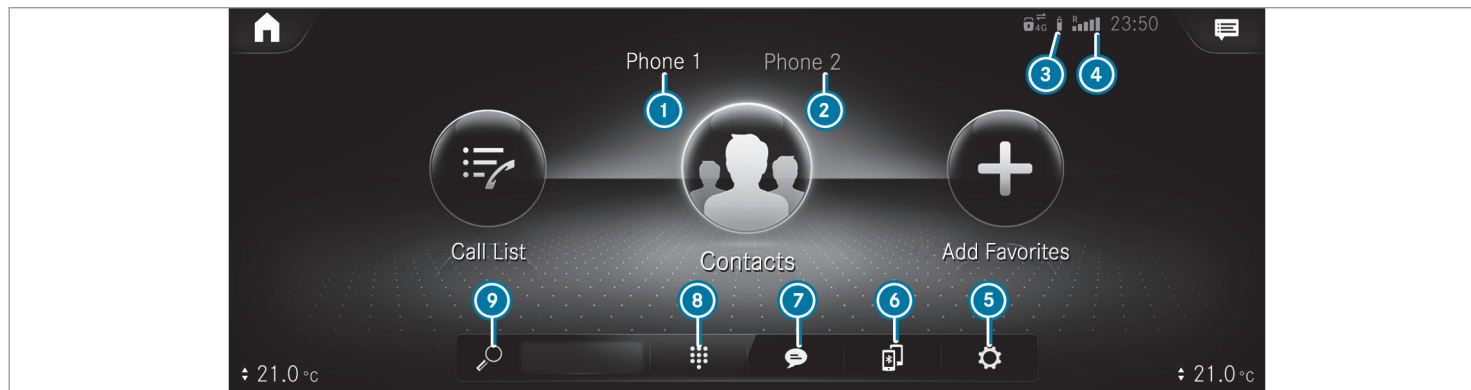 4G R 23:50
Phone 1 Phone 2
3 4
1 2
Call List Contacts Add Favorites
9 8 7 6 5
21.0 °C 21.0 °C